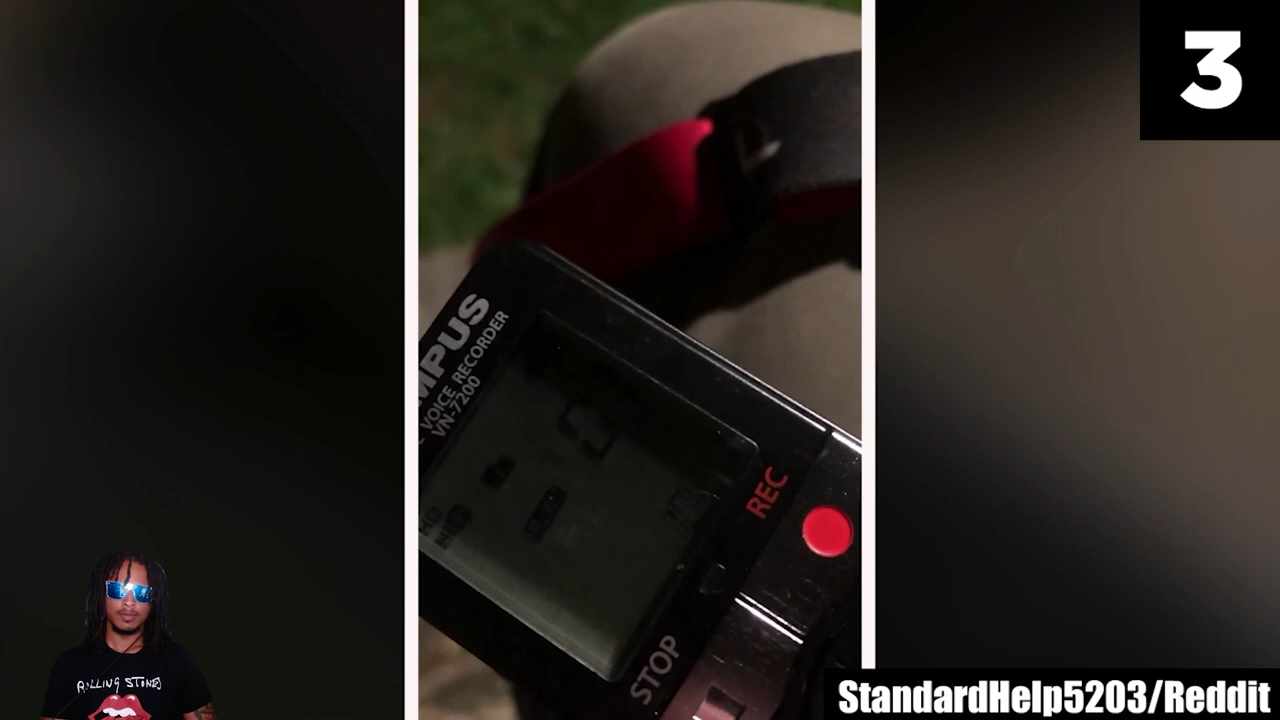 3
MPUS
VOICE RECORDER
VN-7200
REC
STOP
ROLLING STONES
StandardHelp5203/Reddit